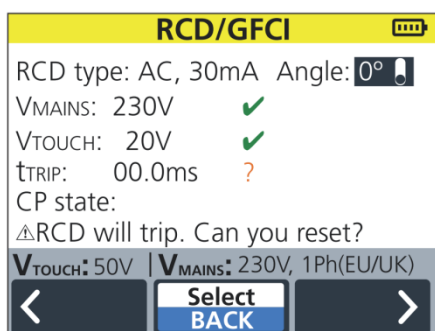 RCD/GFCI
RCD type: AC, 30mA Angle: 0°
VMAINS: 230V ✔
VTOUCH: 20V ✔
tTRIP: 00.0ms ?
CP state:
⚠RCD will trip. Can you reset?
VTOUCH: 50V | VMAINS: 230V, 1Ph(EU/UK)
< Select >
BACK